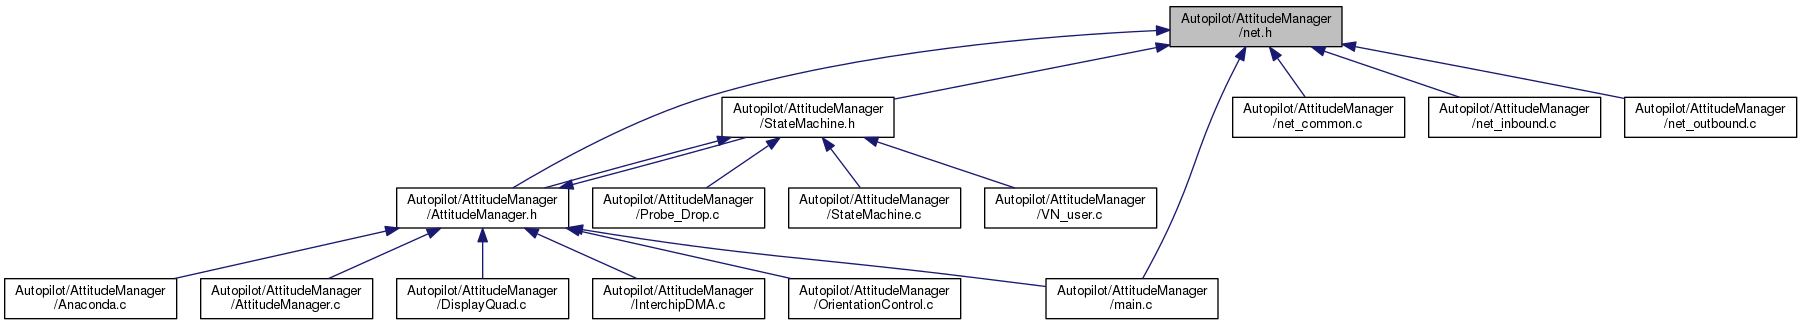 Autopilot/AttitudeManager
/net.h
Autopilot/AttitudeManager
/StateMachine.h
Autopilot/AttitudeManager
/net_common.c
Autopilot/AttitudeManager
/net_inbound.c
Autopilot/AttitudeManager
/net_outbound.c
Autopilot/AttitudeManager
/AttitudeManager.h
Autopilot/AttitudeManager
/Probe_Drop.c
Autopilot/AttitudeManager
/StateMachine.c
Autopilot/AttitudeManager
/VN_user.c
Autopilot/AttitudeManager
/Anaconda.c
Autopilot/AttitudeManager
/AttitudeManager.c
Autopilot/AttitudeManager
/DisplayQuad.c
Autopilot/AttitudeManager
/InterchipDMA.c
Autopilot/AttitudeManager
/OrientationControl.c
Autopilot/AttitudeManager
/main.c